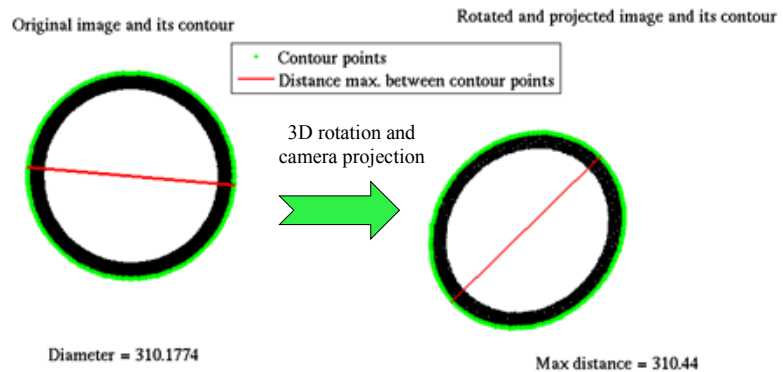 Original image and its contour
Rotated and projected image and its contour
Contour points
Distance max. between contour points
3D rotation and
camera projection
Diameter = 310.1774
Max distance = 310.44